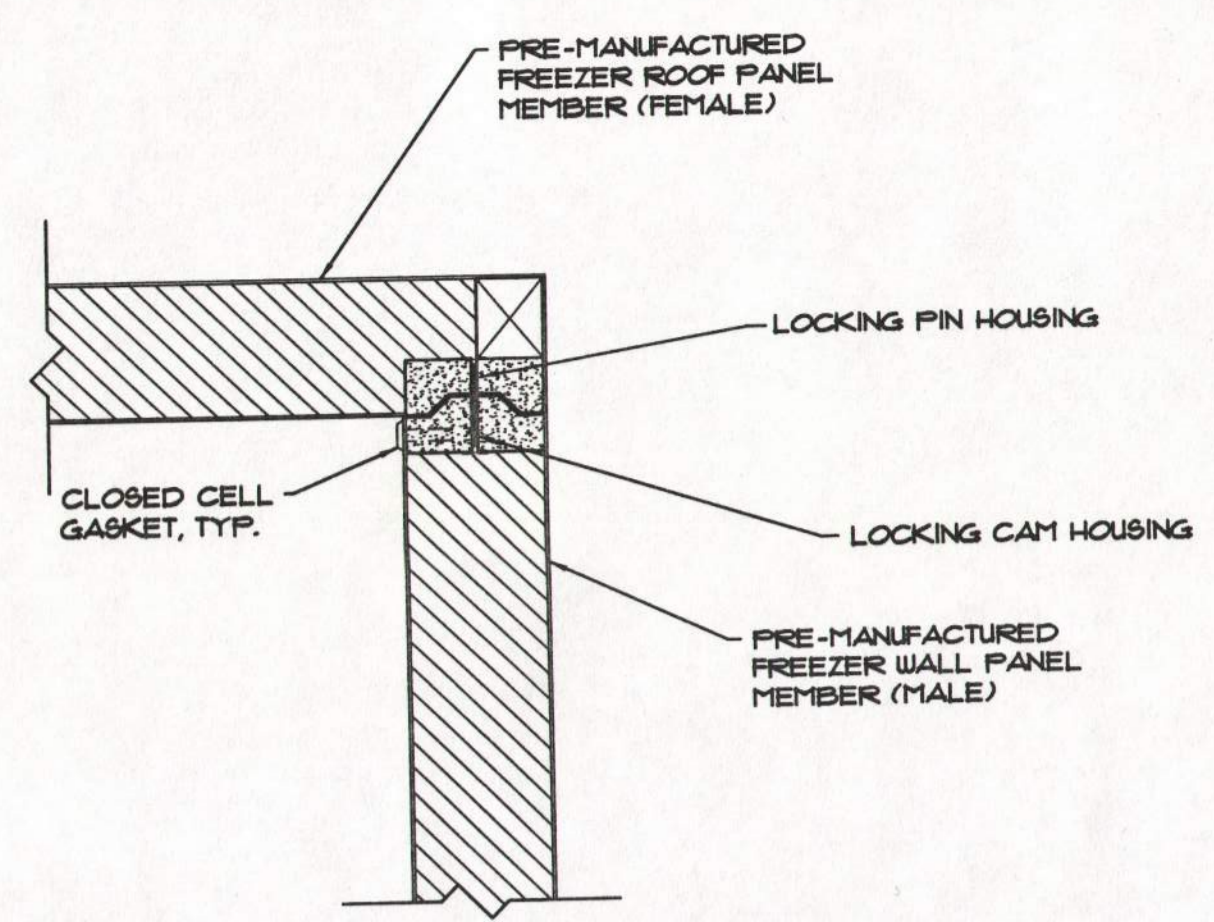 PRE-MANUFACTURED
FREEZER ROOF PANEL
MEMBER (FEMALE)
LOCKING PIN HOUSING
CLOSED CELL
GASKET, TYP.
LOCKING CAM HOUSING
PRE-MANUFACTURED
FREEZER WALL PANEL
MEMBER (MALE)